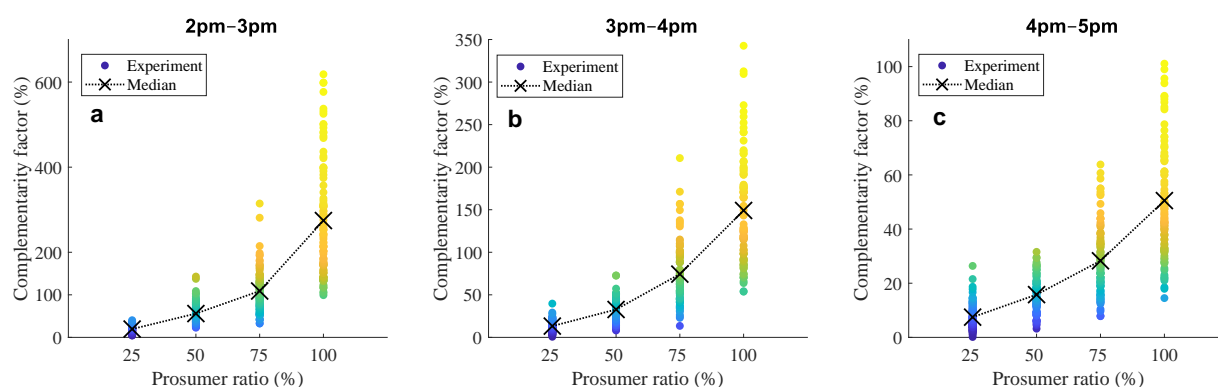 2pm–3pm
Experiment
Median
a
Complementarity factor (%)
600
400
200
100
0
25
50
75
100
Prosumer ratio (%)
3pm–4pm
Experiment
Median
b
Complementarity factor (%)
350
300
250
200
150
100
50
0
25
50
75
100
Prosumer ratio (%)
4pm–5pm
Experiment
Median
c
Complementarity factor (%)
100
80
60
40
20
0
25
50
75
100
Prosumer ratio (%)